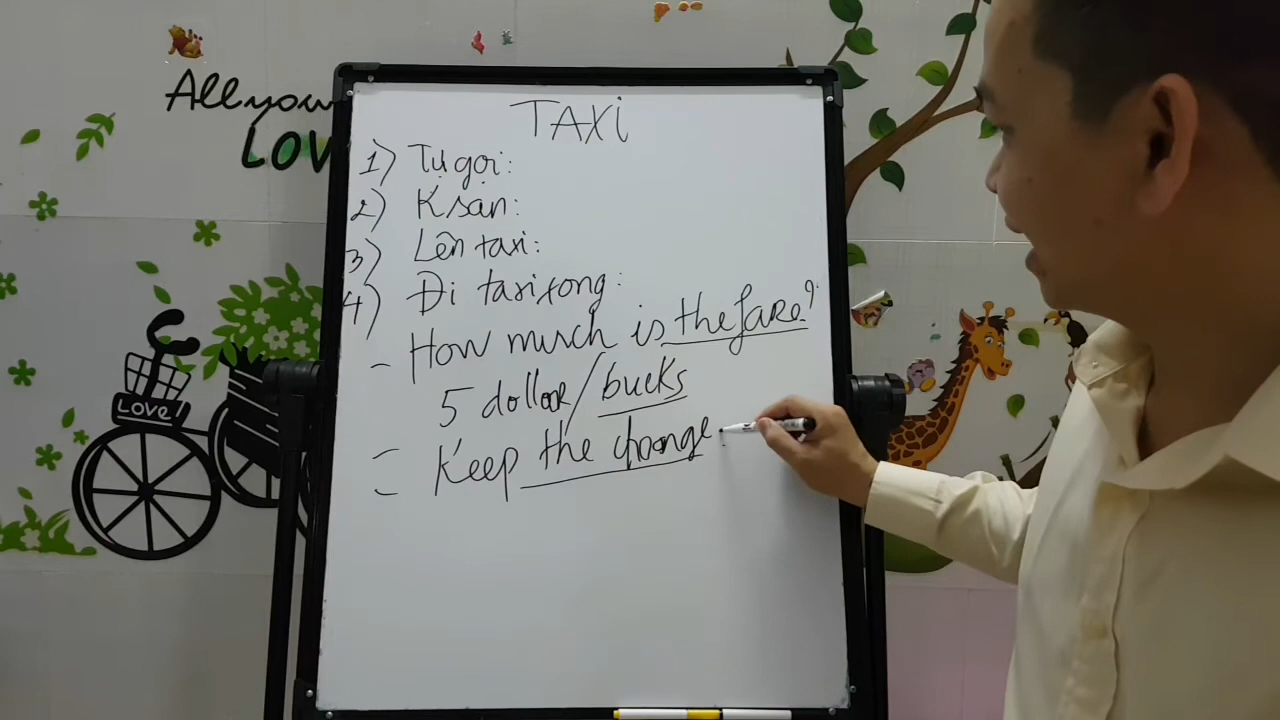 All you
LOV
TAXi
1) Tự gọi:
2) K/sạn:
3) Lên taxi:
4) Đi taxi xong:
- How much is the fare?
5 dollar/bucks
= Keep the change
Love!